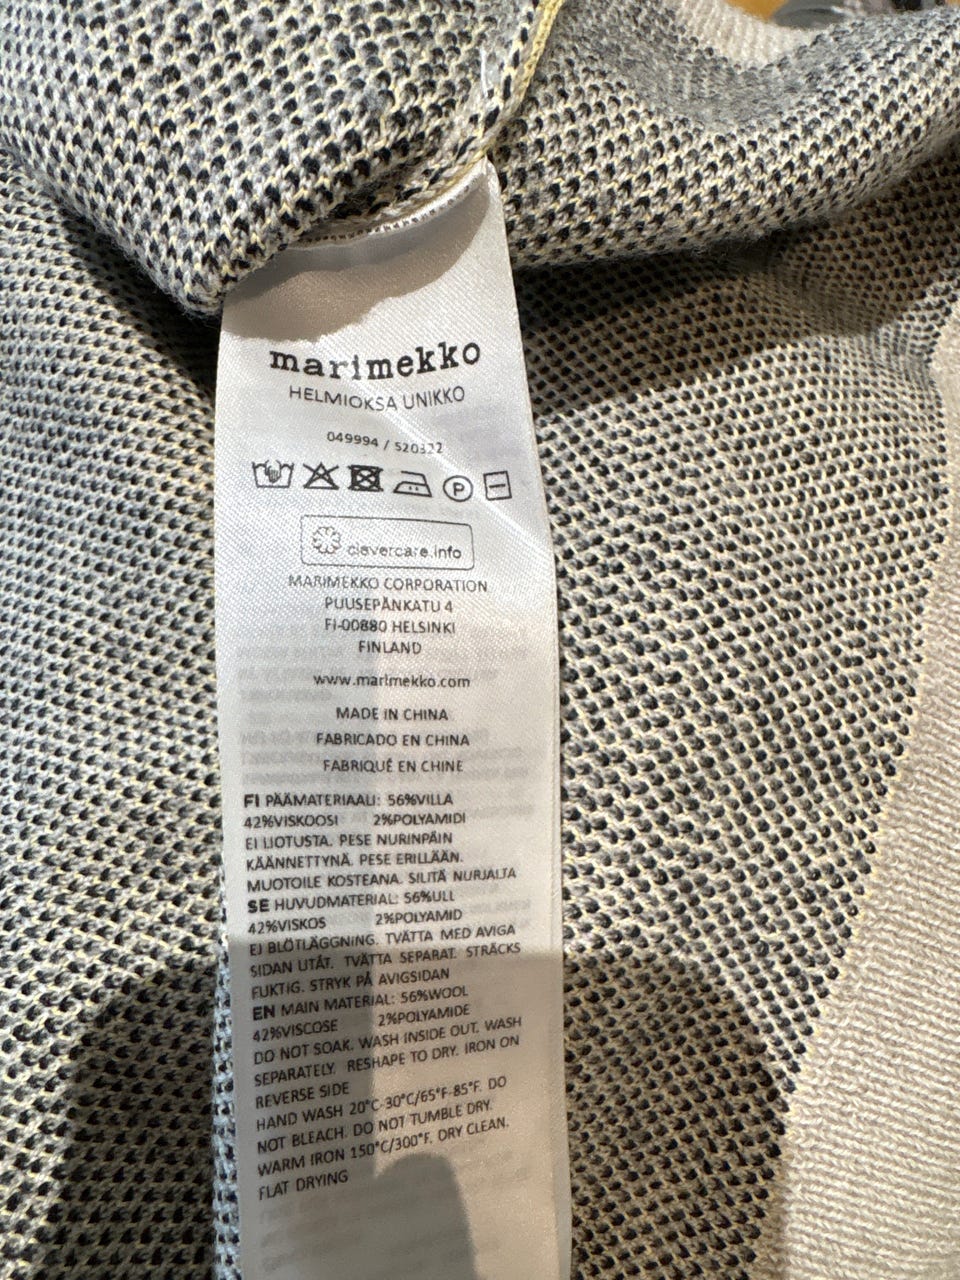 marimekko
HELMIOKSA UNIKKO
049994 / 520322
P
clevercare.info
MARIMEKKO CORPORATION
PUUSEPÄNKATU 4
FI-00880 HELSINKI
FINLAND
www.marimekko.com
MADE IN CHINA
FABRICADO EN CHINA
FABRIQUÉ EN CHINE
FI PÄÄMATERIAALI: 56%VILLA
42%VISKOOSI 2%POLYAMIDI
EI LIOTUSTA. PESE NURINPÄIN
KÄÄNNETTYNÄ. PESE ERILLÄÄN.
MUOTOILE KOSTEANA. SILITÄ NURJALTA
SE HUVUDMATERIAL: 56%ULL
42%VISKOS 2%POLYAMID
EJ BLÖTLÄGGNING. TVÄTTA MED AVIGA
SIDAN UTÅT. TVÄTTA SEPARAT. STRÄCKS
FUKTIG. STRYK PÅ AVIGSIDAN
EN MAIN MATERIAL: 56%WOOL
42%VISCOSE 2%POLYAMIDE
DO NOT SOAK. WASH INSIDE OUT. WASH
SEPARATELY. RESHAPE TO DRY. IRON ON
REVERSE SIDE
HAND WASH 20°C-30°C/65°F-85°F. DO
NOT BLEACH. DO NOT TUMBLE DRY.
WARM IRON 150°C/300°F. DRY CLEAN.
FLAT DRYING